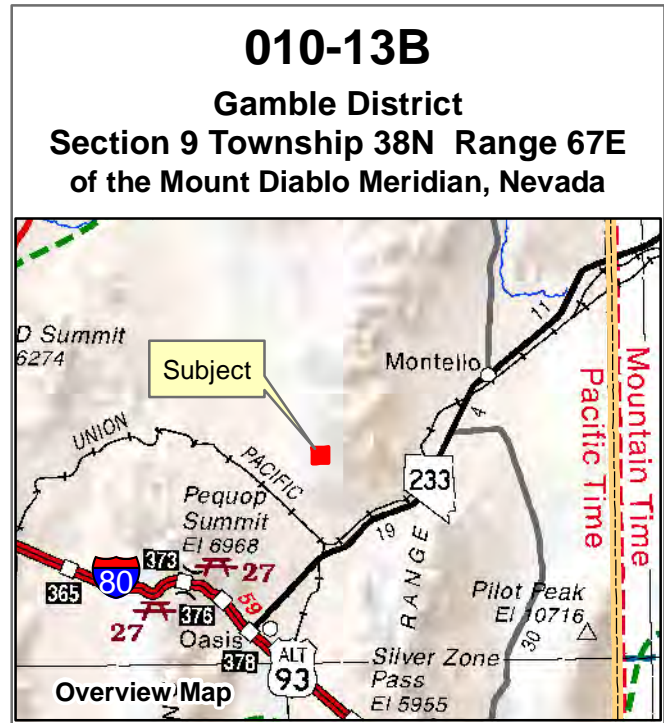 010-13B
Gamble District
Section 9 Township 38N Range 67E
of the Mount Diablo Meridian, Nevada
D Summit
6274
Subject
Montello
11
4
UNION
PACIFIC
233
19
Pequop
Summit
El 6968
RANGE
Pacific Time
Mountain Time
365
80
373
27
27
376
59
Oasis
378
ALT
93
Pilot Peak
El 10716
30
Silver Zone
Pass
El 5955
Overview Map